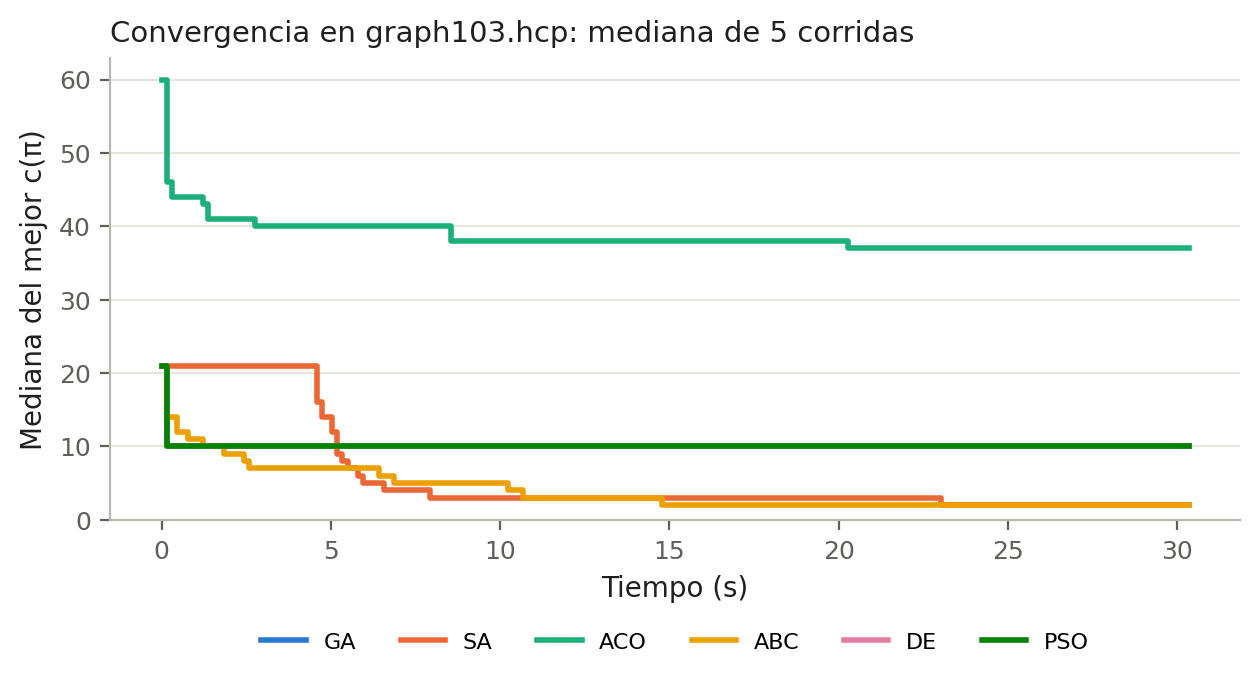 Convergencia en graph103.hcp: mediana de 5 corridas
Mediana del mejor c(π)
60
50
40
30
20
10
0
0 5 10 15 20 25 30
Tiempo (s)
GA SA ACO ABC DE PSO